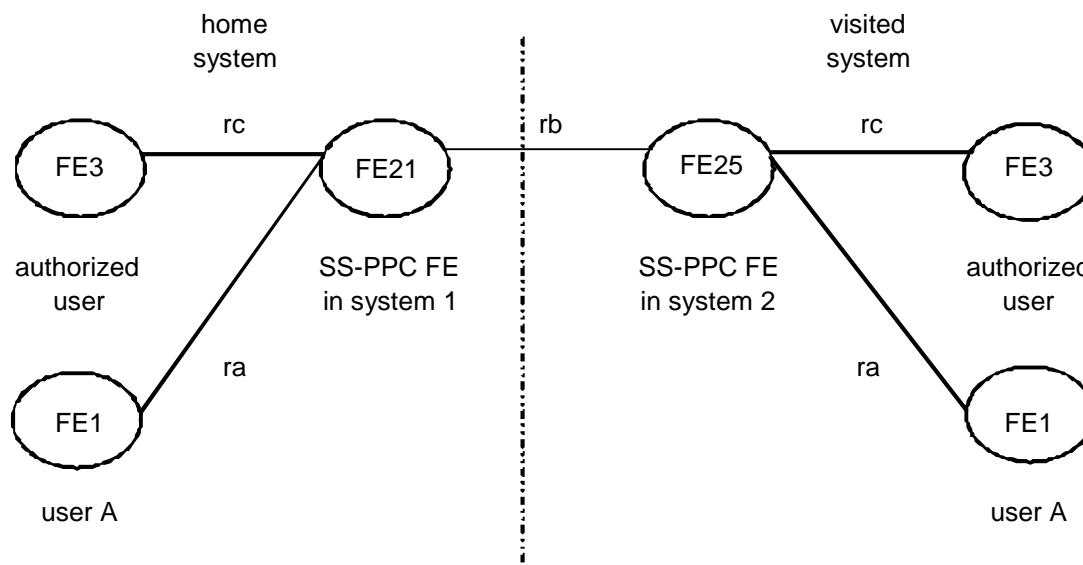 home
system
visited
system
rc
rb
rc
FE3
FE21
FE25
FE3
authorized
user
SS-PPC FE
in system 1
SS-PPC FE
in system 2
authorized
user
ra
ra
FE1
FE1
user A
user A